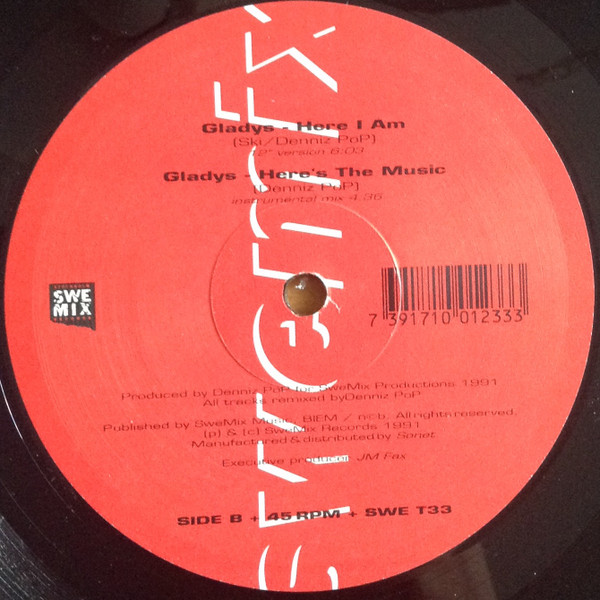 Gladys - Here I Am
(Ski/Denniz PoP)
12" version 6:03
Gladys - Here's The Music
(Denniz PoP)
instrumental mix 4.36
SWE
MIX
RECORDS
7 391710 012333
Produced by Denniz PoP for SweMix Productions 1991
All tracks remixed byDenniz PoP
Published by SweMix Music, BIEM / n©b. All rights reserved.
(p) & (c) SweMix Records 1991
Manufactured & distributed by Sonet
Executive producer JM Fax
SIDE B + 45 RPM + SWE T33